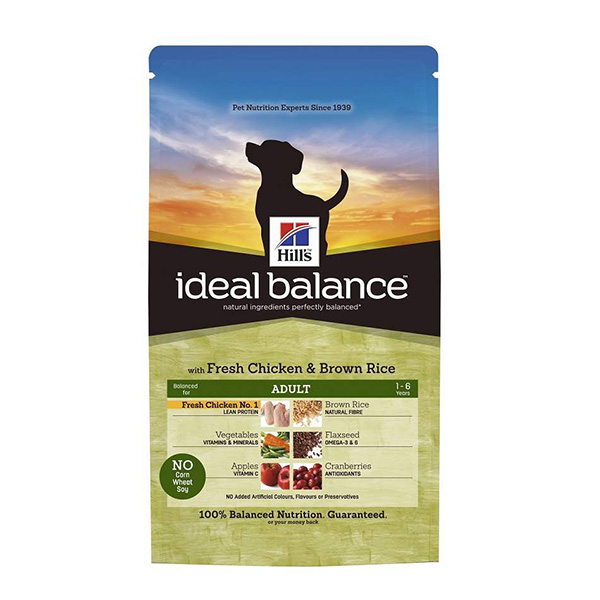 Pet Nutrition Experts Since 1939
Hill's
ideal balance™
natural ingredients perfectly balanced*
with Fresh Chicken & Brown Rice
Balanced for
ADULT
1 - 6 Years
Fresh Chicken No. 1
LEAN PROTEIN
Brown Rice
NATURAL FIBRE
Vegetables
VITAMINS & MINERALS
Flaxseed
OMEGA-3 & 6
Apples
VITAMIN C
Cranberries
ANTIOXIDANTS
NO
Corn
Wheat
Soy
NO Added Artificial Colours, Flavours or Preservatives
100% Balanced Nutrition. Guaranteed.
or your money back